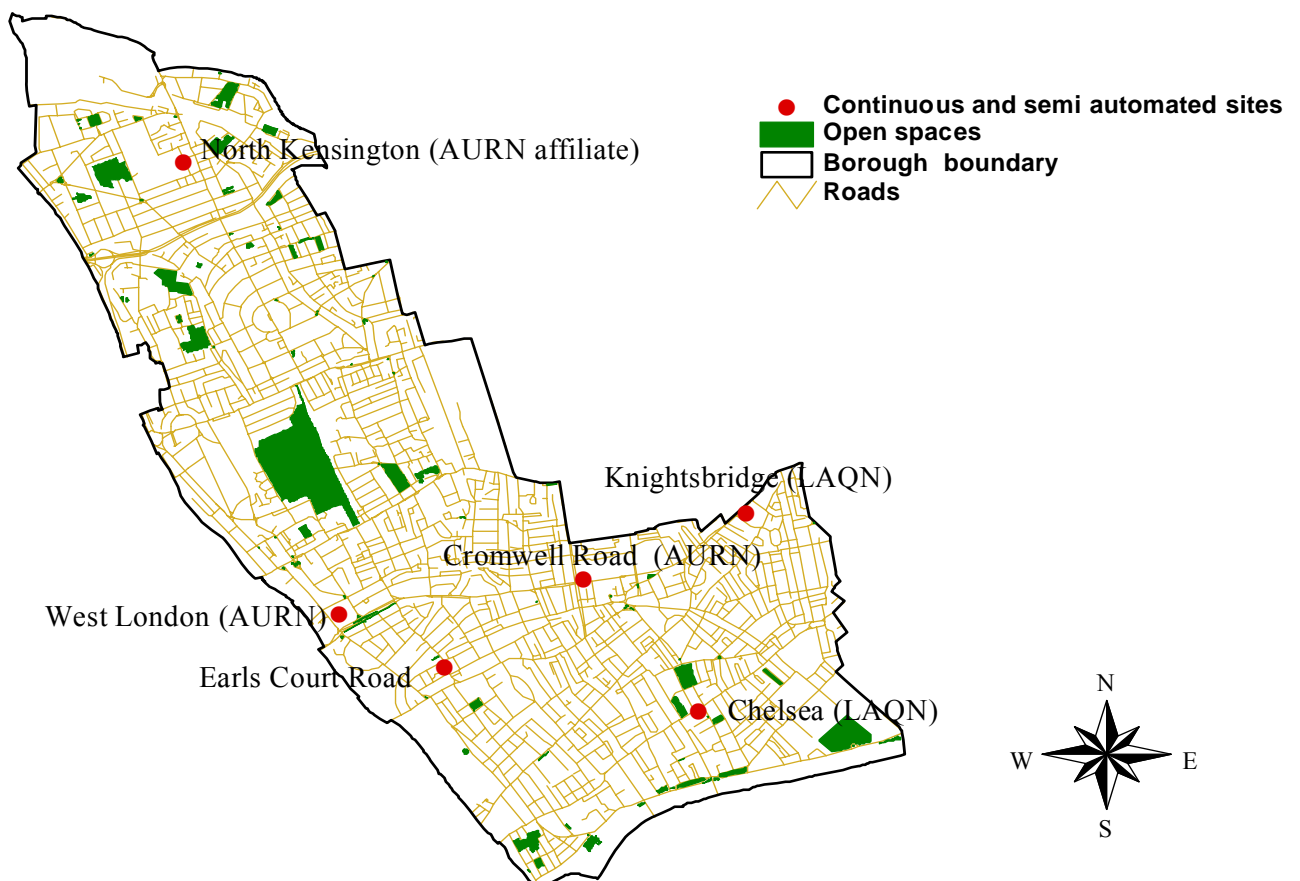 Continuous and semi automated sites
Open spaces
Borough boundary
Roads
North Kensington (AURN affiliate)
Knightsbridge (LAQN)
Cromwell Road (AURN)
West London (AURN)
Earls Court Road
Chelsea (LAQN)
N
W E
S